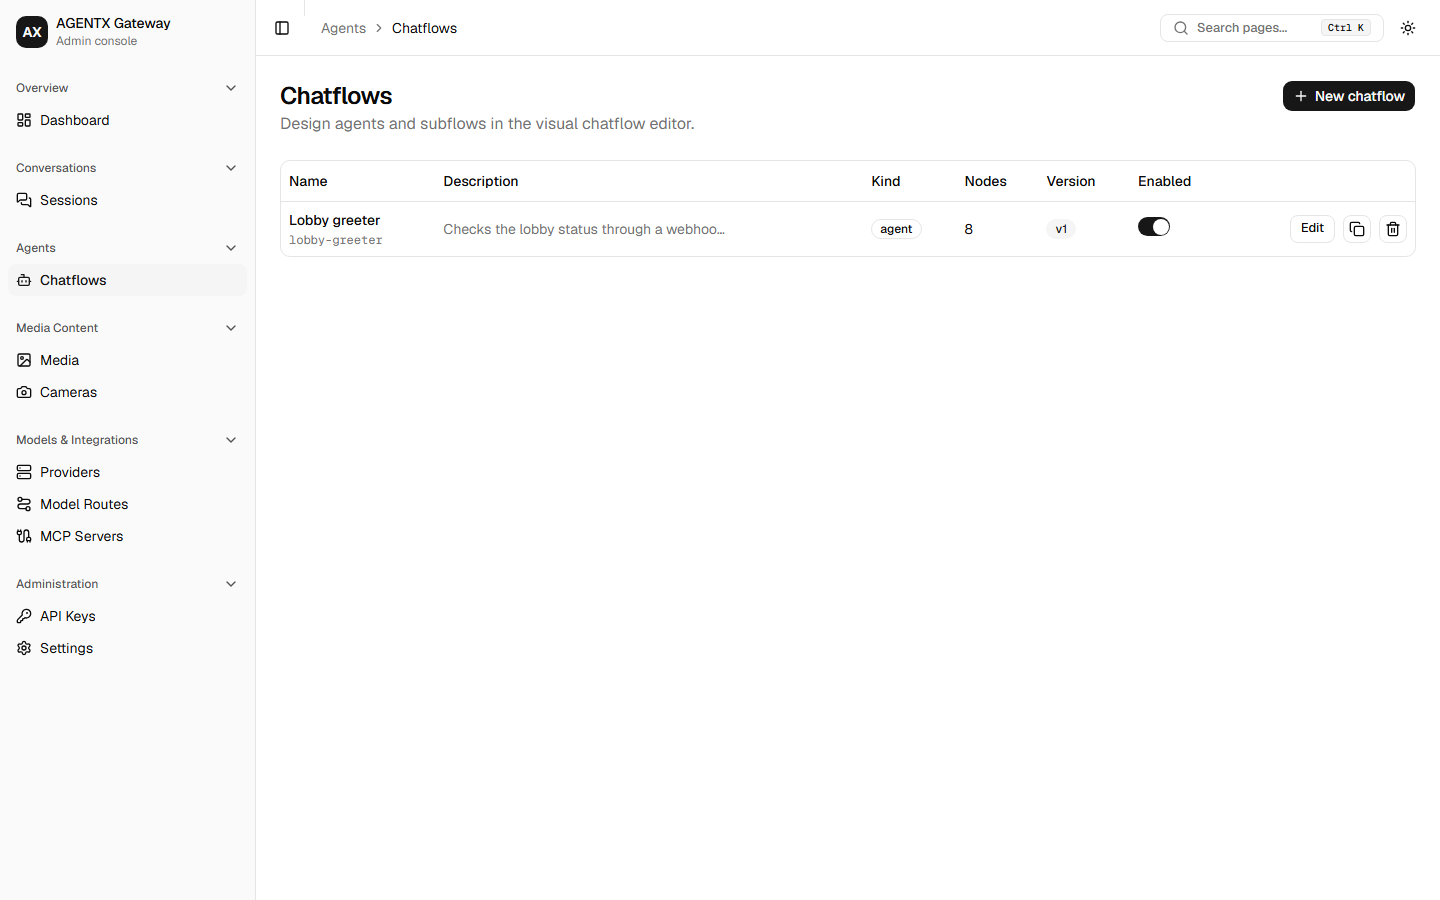 AX
AGENTX Gateway
Admin console
Overview
Dashboard
Conversations
Sessions
Agents
Chatflows
Media Content
Media
Cameras
Models & Integrations
Providers
Model Routes
MCP Servers
Administration
API Keys
Settings
Agents > Chatflows
Search pages... Ctrl K
Chatflows
Design agents and subflows in the visual chatflow editor.
+ New chatflow
Name Description Kind Nodes Version Enabled
Lobby greeter
lobby-greeter
Checks the lobby status through a webhoo... agent 8 v1 Edit